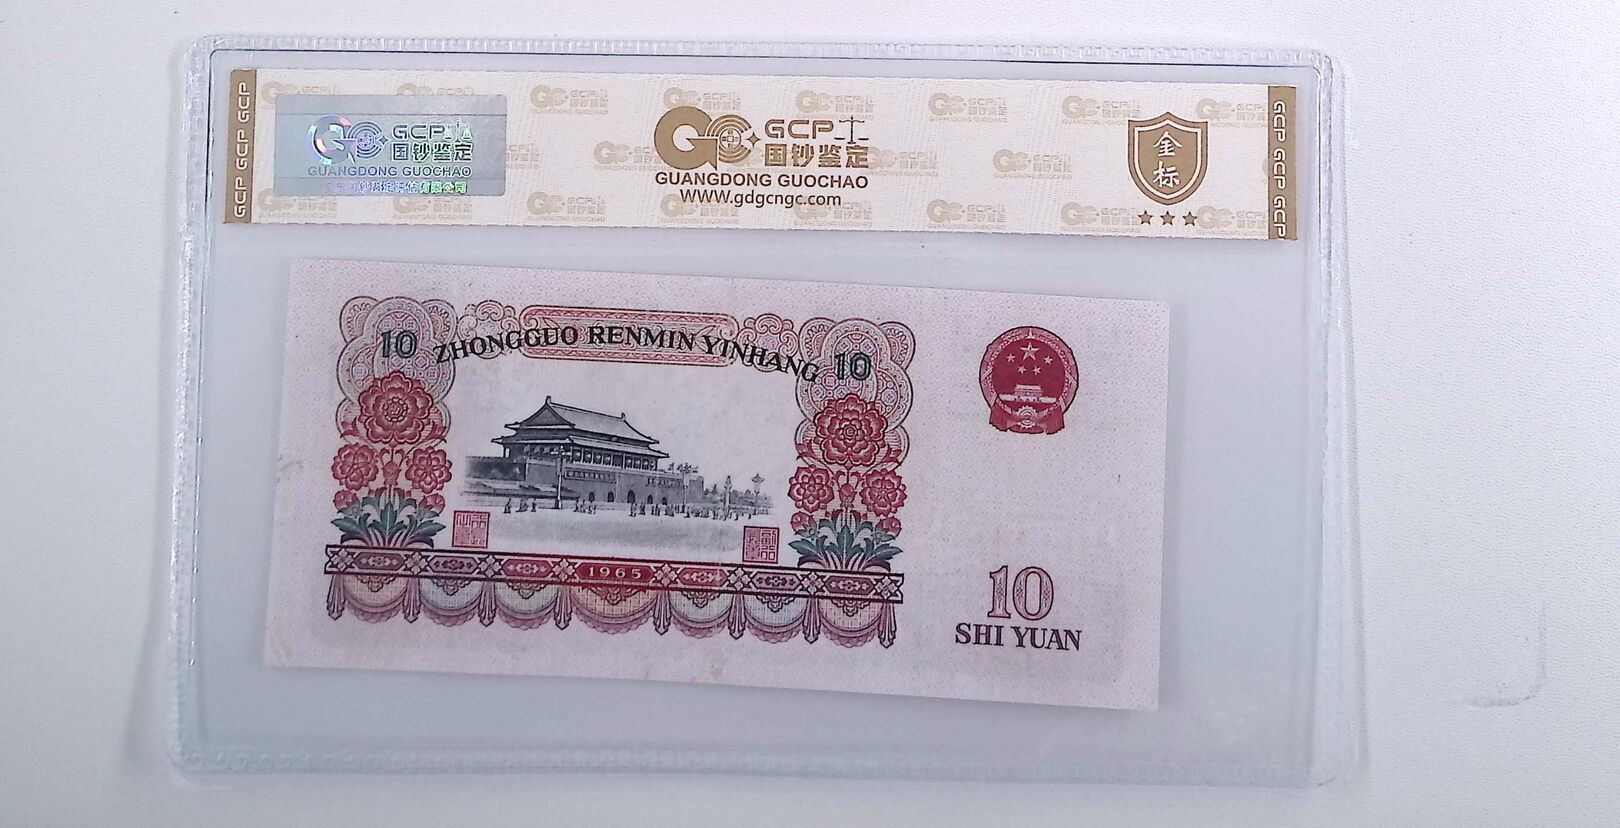 GCP GCP GCP
GCP
国钞鉴定
GUANGDONG GUOCHAO
GCP
国钞鉴定
GUANGDONG GUOCHAO
WWW.gdgcngc.com
金
标
GCP GCP GCP
10 ZHONGGUO RENMIN YINHANG 10
1965
10
SHI YUAN